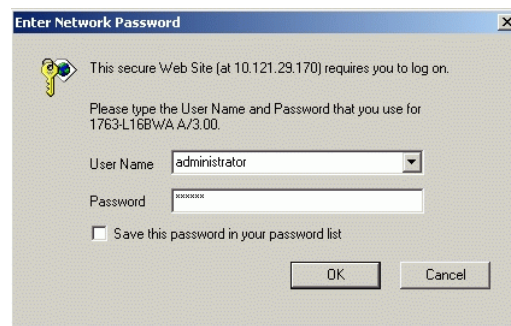 Enter Network Password
This secure Web Site (at 10.121.29.170) requires you to log on.
Please type the User Name and Password that you use for
1763-L16BWA A/3.00.
User Name administrator
Password xxxxxx
Save this password in your password list
OK Cancel